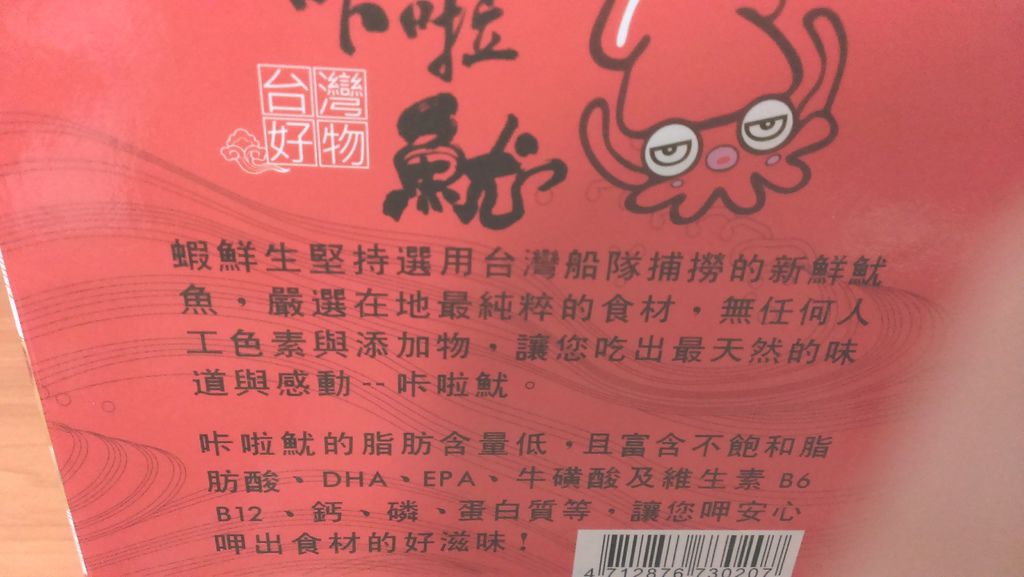 咔啦
台灣
好物
魷
蝦鮮生堅持選用台灣船隊捕撈的新鮮魷
魚，嚴選在地最純粹的食材，無任何人
工色素與添加物，讓您吃出最天然的味
道與感動--咔啦魷。
咔啦魷的脂肪含量低，且富含不飽和脂
肪酸、DHA、EPA、牛磺酸及維生素 B6
B12、鈣、磷、蛋白質等，讓您呷安心
呷出食材的好滋味！
4 712876 730207